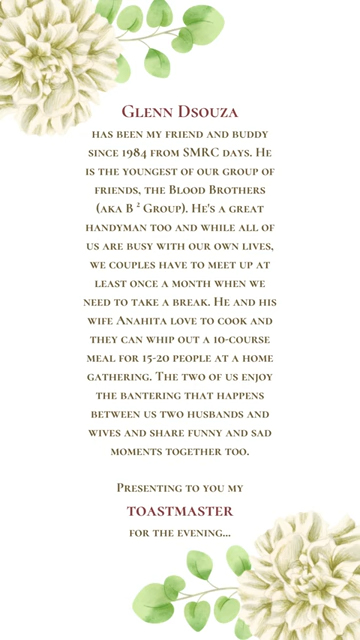 Glenn Dsouza
has been my friend and buddy
since 1984 from SMRC days. He
is the youngest of our group of
friends, the Blood Brothers
(aka B ² Group). He's a great
handyman too and while all of
us are busy with our own lives,
we couples have to meet up at
least once a month when we
need to take a break. He and his
wife Anahita love to cook and
they can whip out a 10-course
meal for 15-20 people at a home
gathering. The two of us enjoy
the bantering that happens
between us two husbands and
wives and share funny and sad
moments together too.
Presenting to you my
toastmaster
for the evening...